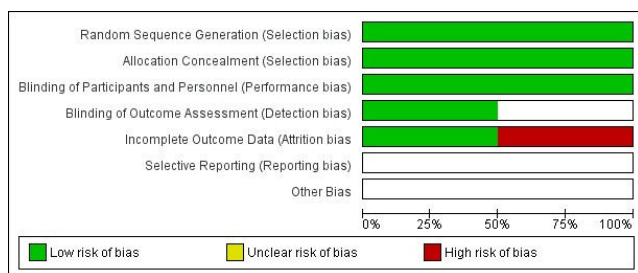 Random Sequence Generation (Selection bias)
Allocation Concealment (Selection bias)
Blinding of Participants and Personnel (Performance bias)
Blinding of Outcome Assessment (Detection bias)
Incomplete Outcome Data (Attrition bias
Selective Reporting (Reporting bias)
Other Bias
0% 25% 50% 75% 100%
Low risk of bias Unclear risk of bias High risk of bias